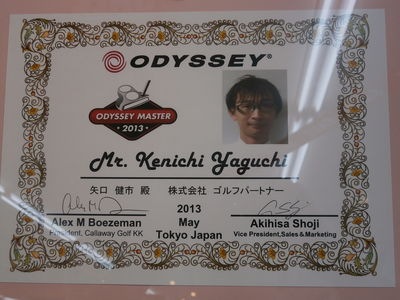 ODYSSEY®
ODYSSEY MASTER
·2013·
Mr. Kenichi Yaguchi
矢口 健市 殿 株式会社 ゴルフパートナー
2013
Alex M Boezeman May Akihisa Shoji
President, Callaway Golf KK Tokyo Japan Vice President,Sales & Marketing